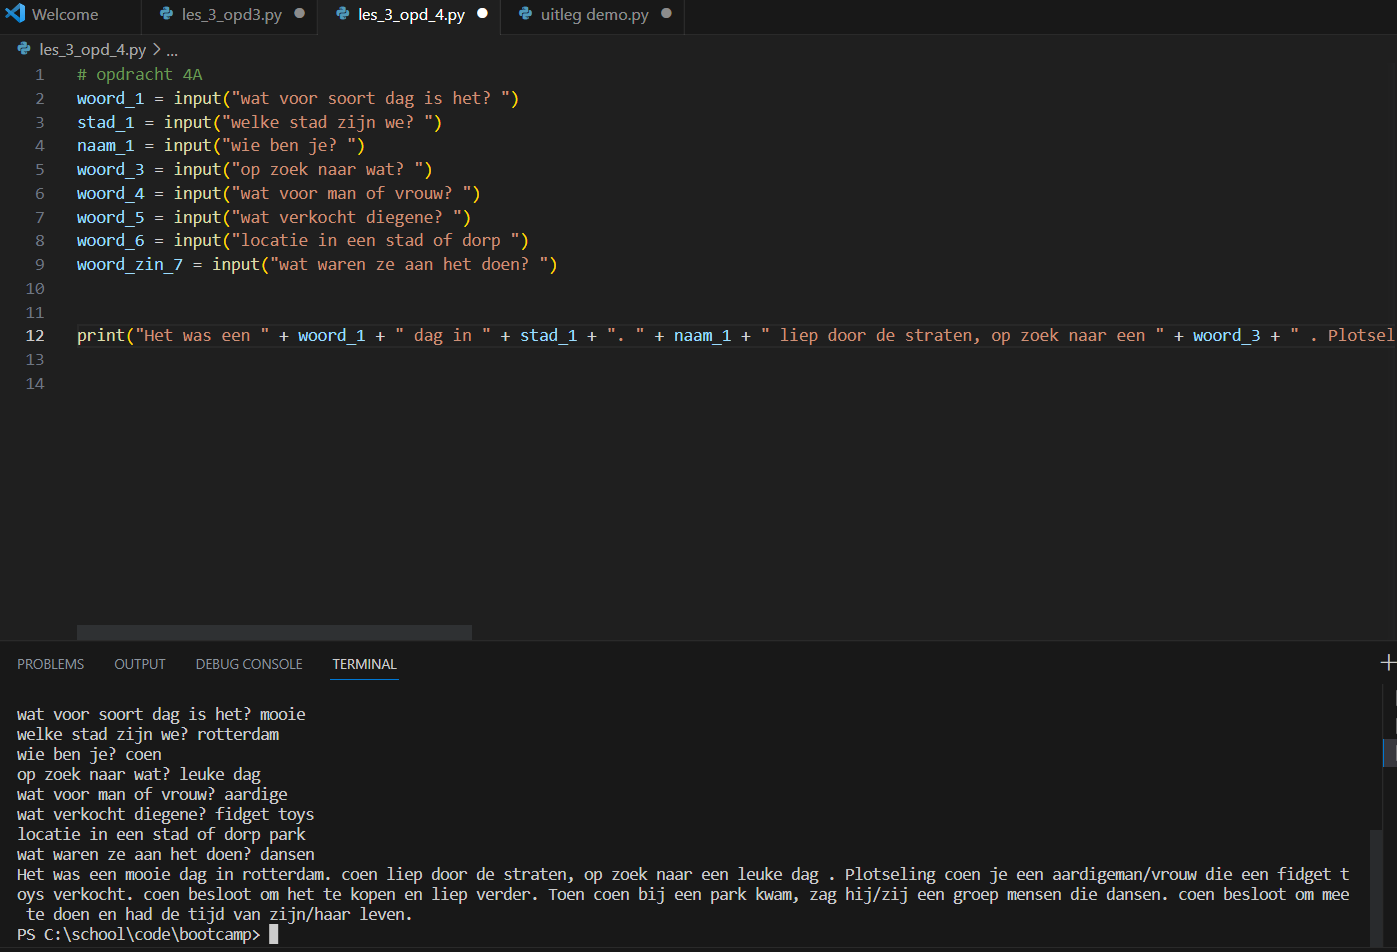 Welcome
les_3_opd3.py
les_3_opd_4.py
uitleg demo.py
les_3_opd_4.py > ...
1 # opdracht 4A
2 woord_1 = input("wat voor soort dag is het? ")
3 stad_1 = input("welke stad zijn we? ")
4 naam_1 = input("wie ben je? ")
5 woord_3 = input("op zoek naar wat? ")
6 woord_4 = input("wat voor man of vrouw? ")
7 woord_5 = input("wat verkocht diegene? ")
8 woord_6 = input("locatie in een stad of dorp ")
9 woord_zin_7 = input("wat waren ze aan het doen? ")
10
11
12 print("Het was een " + woord_1 + " dag in " + stad_1 + ". " + naam_1 + " liep door de straten, op zoek naar een " + woord_3 + " . Plotsel
13
14
PROBLEMS OUTPUT DEBUG CONSOLE TERMINAL
wat voor soort dag is het? mooie
welke stad zijn we? rotterdam
wie ben je? coen
op zoek naar wat? leuke dag
wat voor man of vrouw? aardige
wat verkocht diegene? fidget toys
locatie in een stad of dorp park
wat waren ze aan het doen? dansen
Het was een mooie dag in rotterdam. coen liep door de straten, op zoek naar een leuke dag . Plotseling coen je een aardigeman/vrouw die een fidget t
oys verkocht. coen besloot om het te kopen en liep verder. Toen coen bij een park kwam, zag hij/zij een groep mensen die dansen. coen besloot om mee
 te doen en had de tijd van zijn/haar leven.
PS C:\school\code\bootcamp>